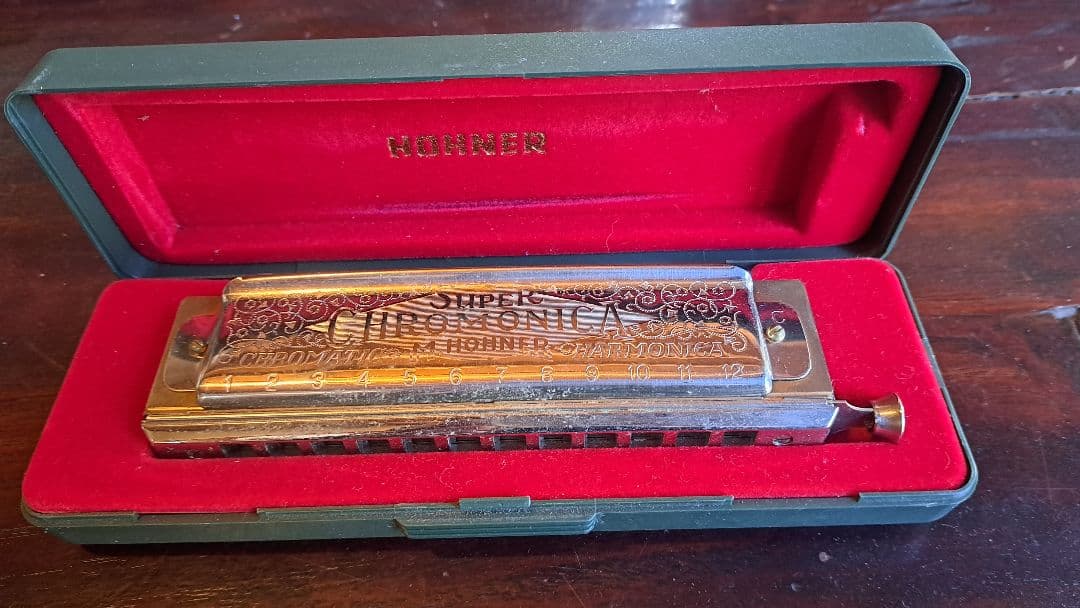 HOHNER
SUPER
CHROMONICA
CHROMATIC M. HOHNER HARMONICA
1 2 3 4 5 6 7 8 9 10 11 12
C